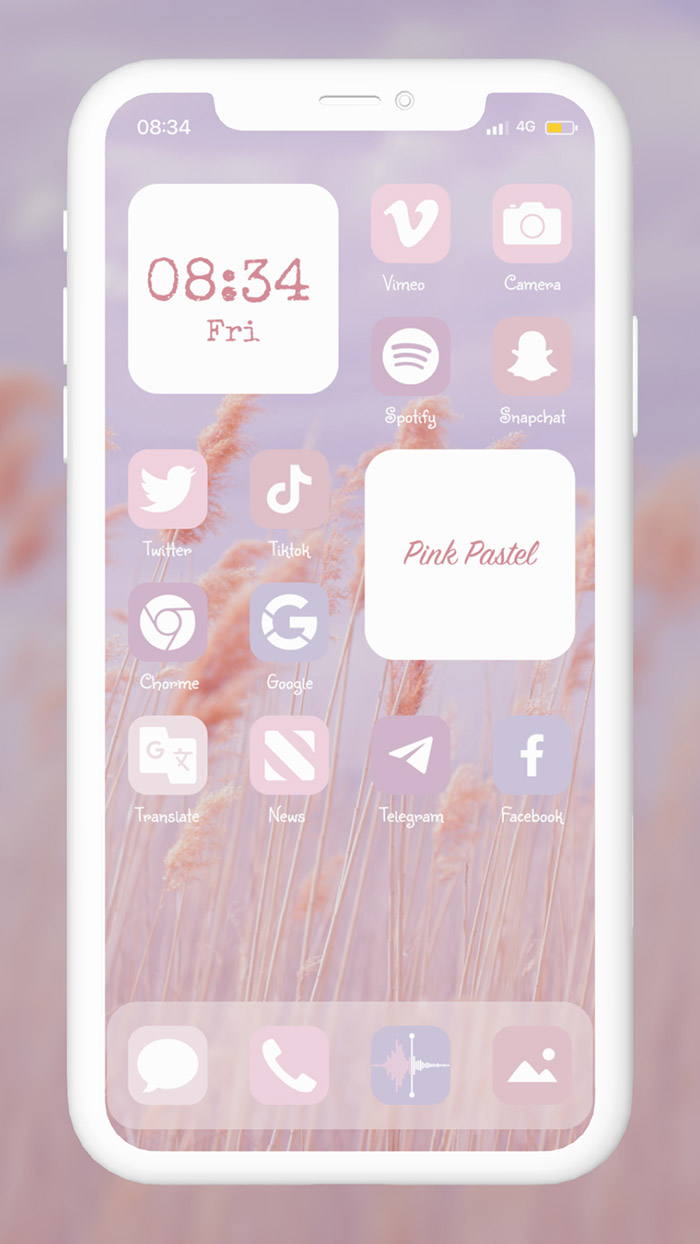 08:34
4G
08:34
Fri
Vimeo
Camera
Spotify
Snapchat
Twitter
Tiktok
Pink Pastel
Chorme
Google
G 文
Translate
News
Telegram
Facebook